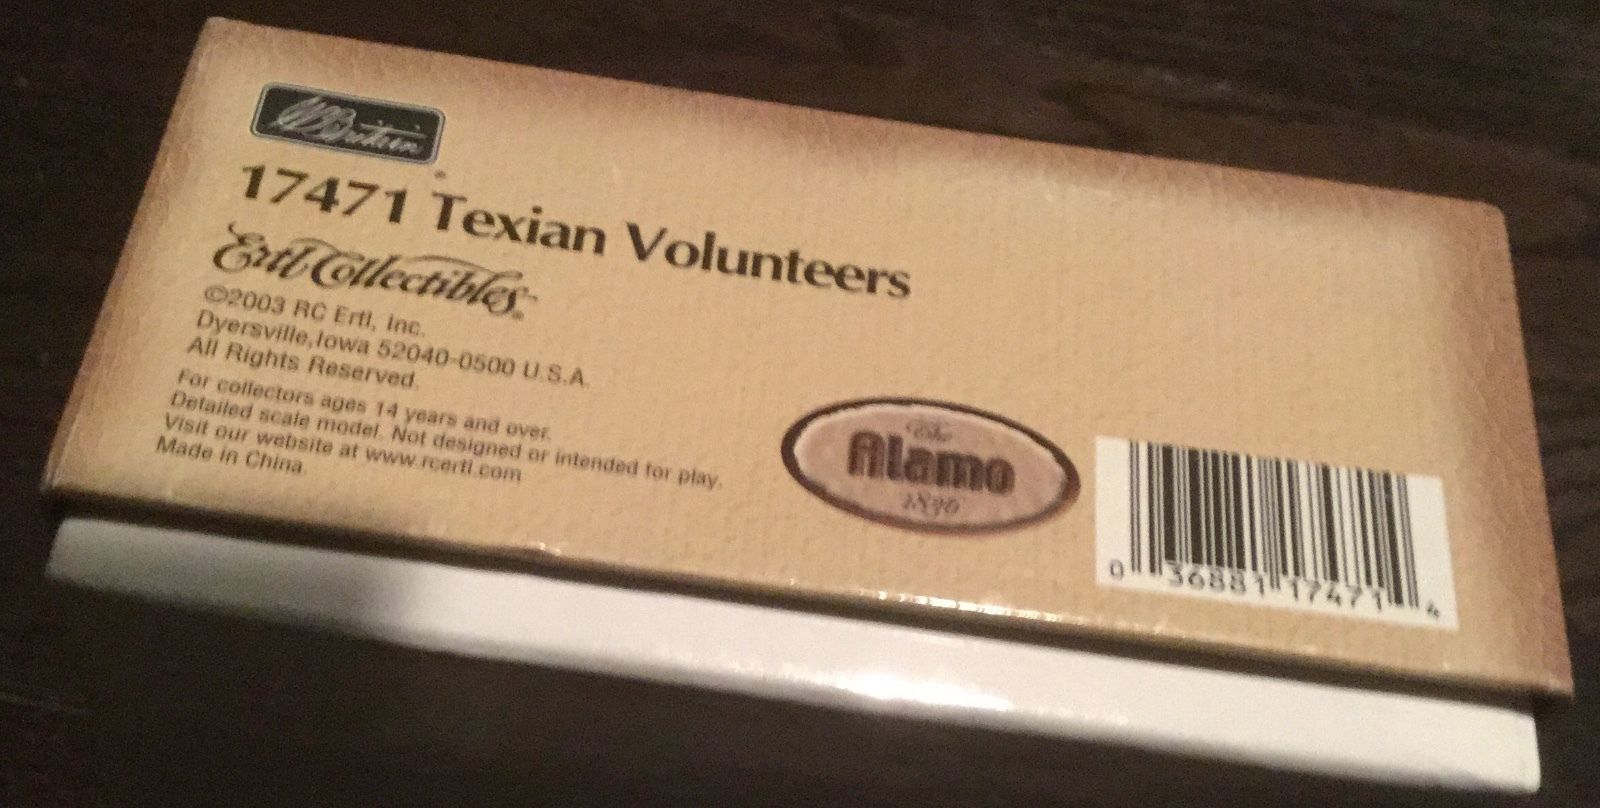 W Britain
17471 Texian Volunteers
Ertl Collectibles
©2003 RC Ertl, Inc.
Dyersville,Iowa 52040-0500 U.S.A.
All Rights Reserved.
For collectors ages 14 years and over.
Detailed scale model. Not designed or intended for play.
Visit our website at www.rcertl.com
Made in China
The
Alamo
1836
0 36881 17471 4